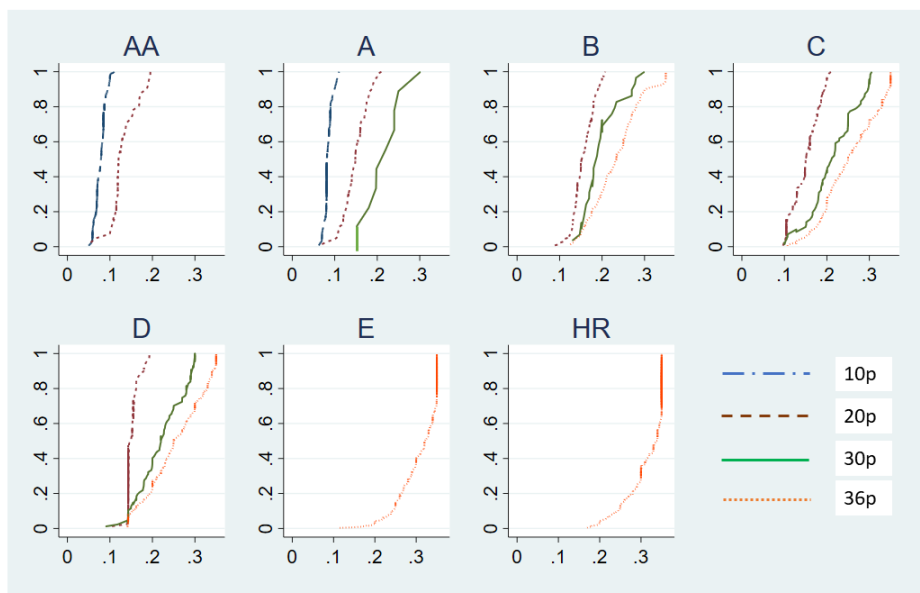 AA A B C
1 1 1 1
.8 .8 .8 .8
.6 .6 .6 .6
.4 .4 .4 .4
.2 .2 .2 .2
0 0 0 0
0 .1 .2 .3 0 .1 .2 .3 0 .1 .2 .3 0 .1 .2 .3
D E HR
1 1 1
.8 .8 .8
.6 .6 .6
.4 .4 .4
.2 .2 .2
0 0 0
0 .1 .2 .3 0 .1 .2 .3 0 .1 .2 .3
10p
20p
30p
36p